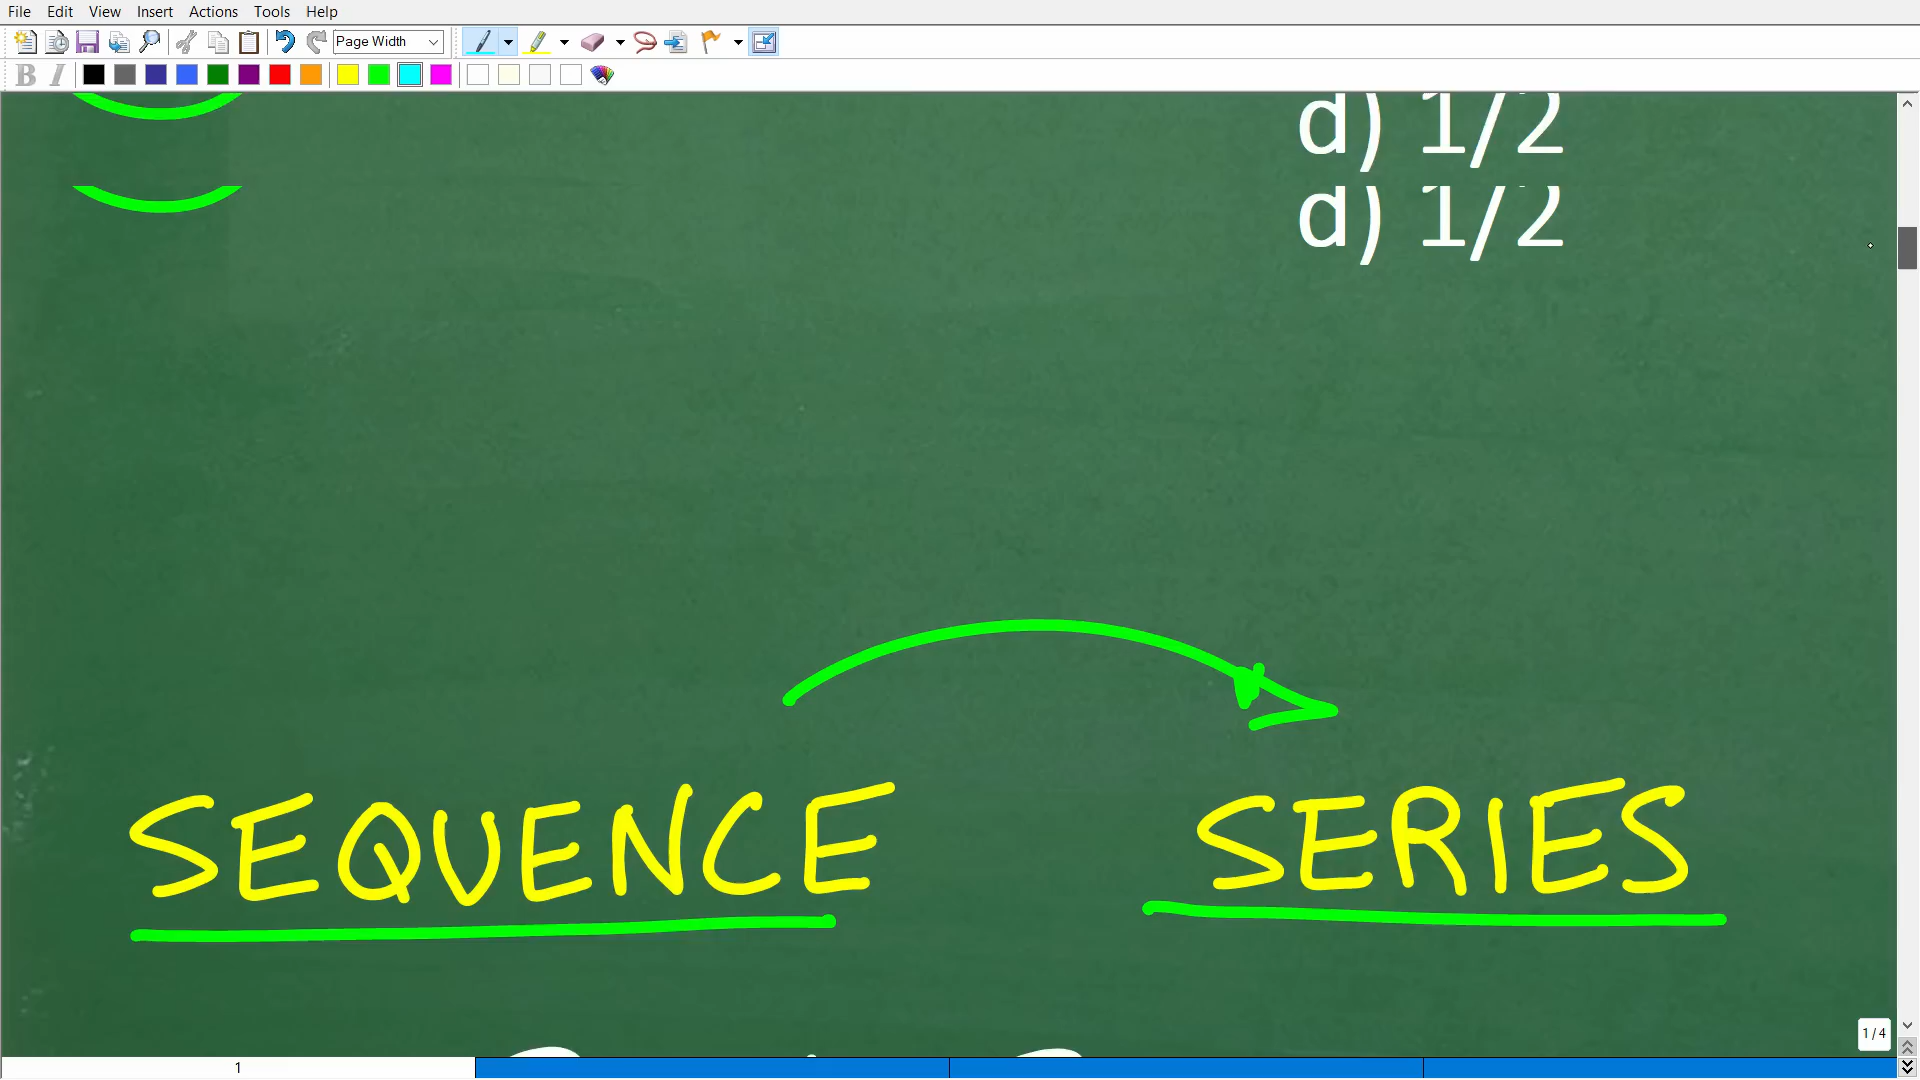 File Edit View Insert Actions Tools Help
Page Width
B I
d) 1/2
d) 1/2
SEQUENCE SERIES
1 / 4
1